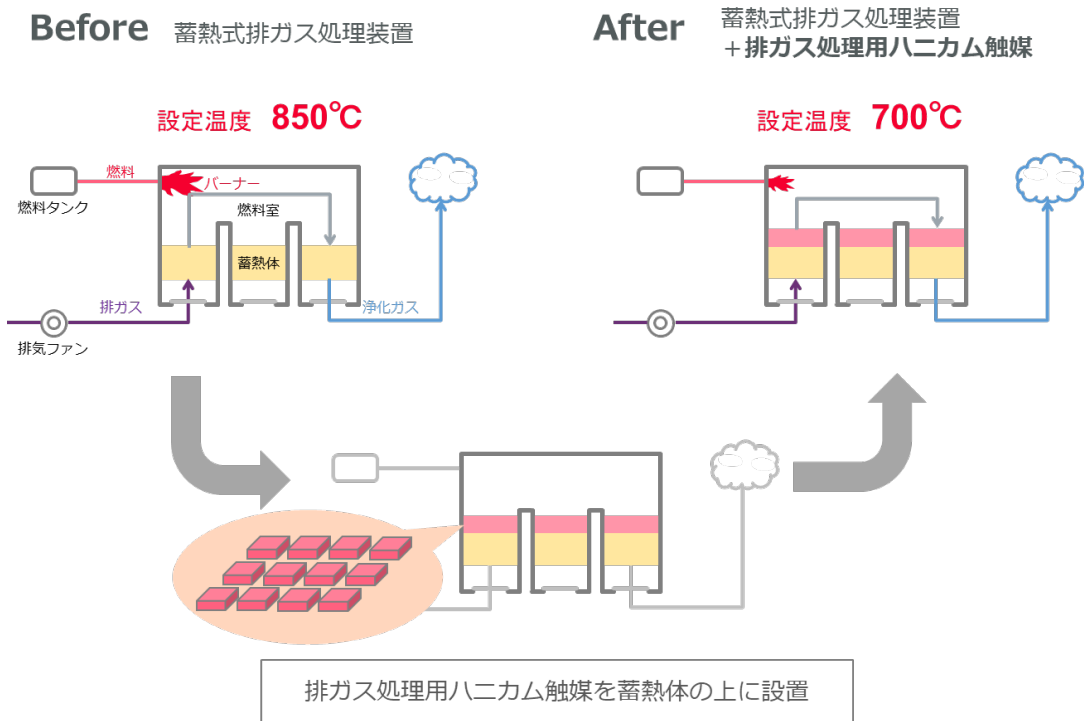 Before 蓄熱式排ガス処理装置
After 蓄熱式排ガス処理装置
＋排ガス処理用ハニカム触媒
設定温度 850℃
設定温度 700℃
燃料
バーナー
燃料タンク
燃料室
蓄熱体
排ガス
浄化ガス
排気ファン
排ガス処理用ハニカム触媒を蓄熱体の上に設置